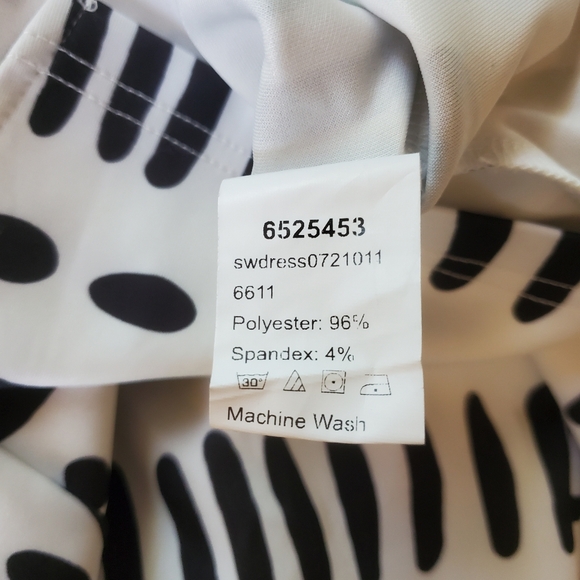 6525453
swdress0721011
6611
Polyester: 96%
Spandex: 4%
30°
Machine Wash